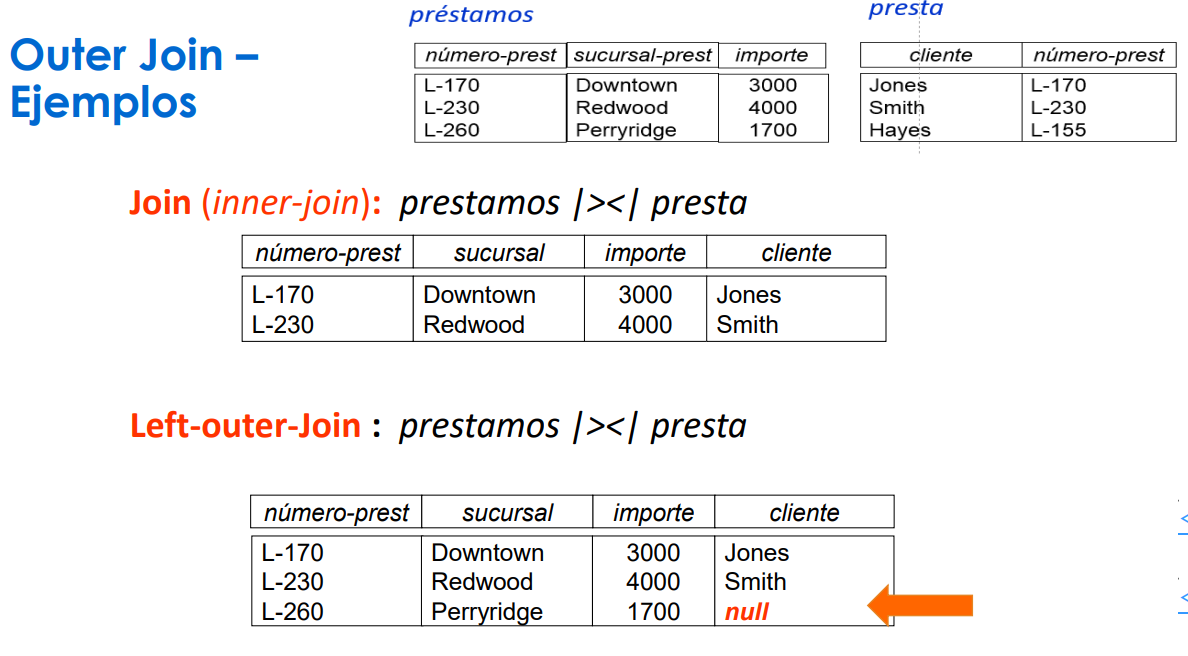 Outer Join –
Ejemplos
préstamos
número-prest sucursal-prest importe
L-170 Downtown 3000
L-230 Redwood 4000
L-260 Perryridge 1700
presta
cliente número-prest
Jones L-170
Smith L-230
Hayes L-155
Join (inner-join): prestamos |><| presta
número-prest sucursal importe cliente
L-170 Downtown 3000 Jones
L-230 Redwood 4000 Smith
Left-outer-Join : prestamos |><| presta
número-prest sucursal importe cliente
L-170 Downtown 3000 Jones
L-230 Redwood 4000 Smith
L-260 Perryridge 1700 null